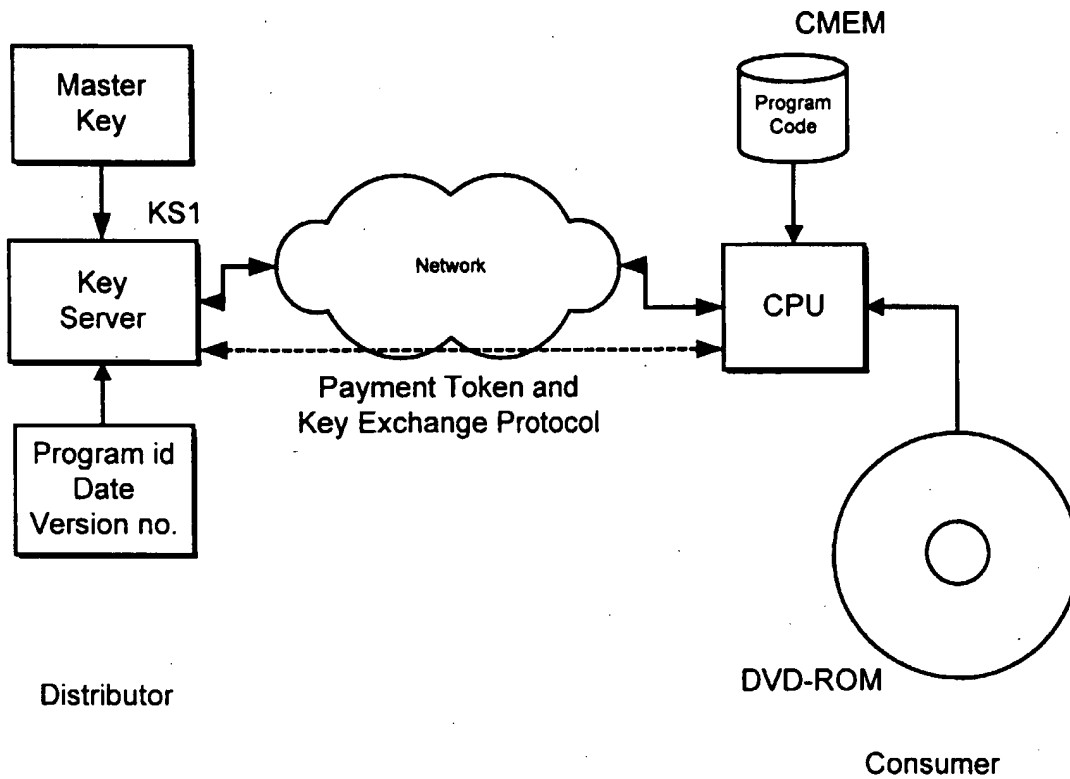 CMEM
Master
Key
Program
Code
KS1
Key
Server
Network
CPU
Payment Token and
Key Exchange Protocol
Program id
Date
Version no.
DVD-ROM
Distributor
Consumer